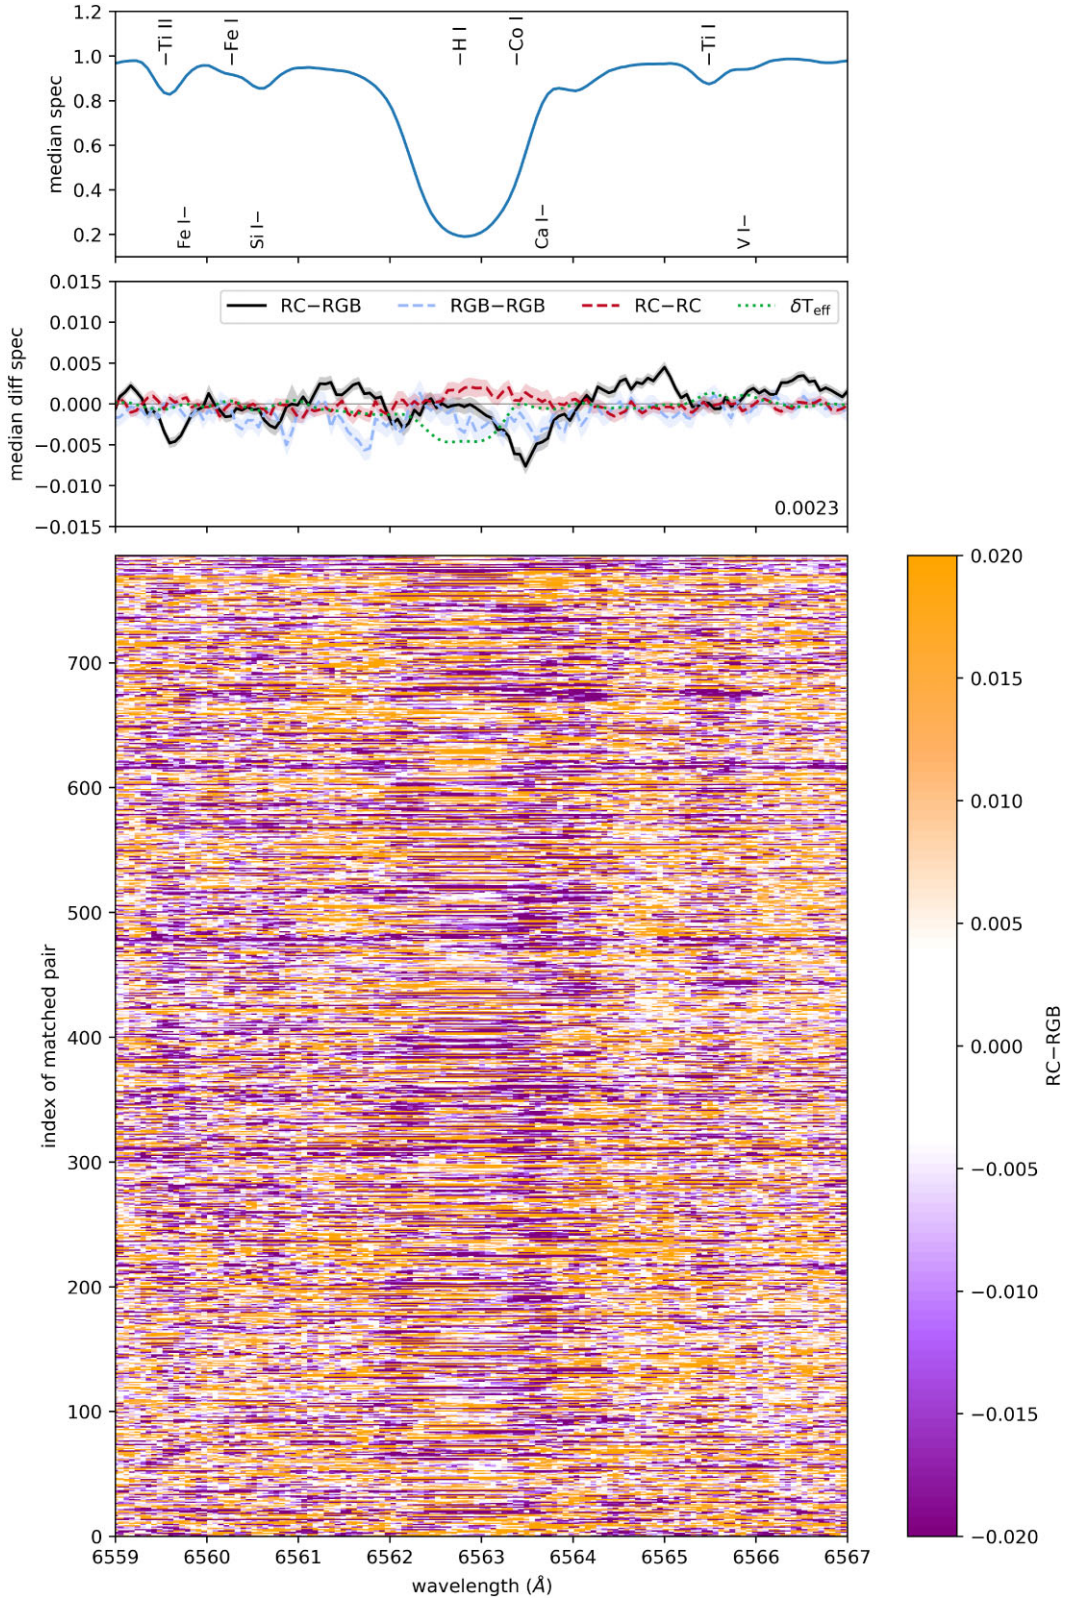 1.2
1.0
0.8
0.6
0.4
0.2
median spec
−Ti II
−Fe I
−H I
−Co I
−Ti I
Fe I−
Si I−
Ca I−
V I−
0.015
0.010
0.005
0.000
−0.005
−0.010
−0.015
median diff spec
RC−RGB
RGB−RGB
RC−RC
δT_eff
0.0023
700
600
500
400
300
200
100
0
index of matched pair
6559
6560
6561
6562
6563
6564
6565
6566
6567
wavelength (Å)
0.020
0.015
0.010
0.005
0.000
−0.005
−0.010
−0.015
−0.020
RC−RGB